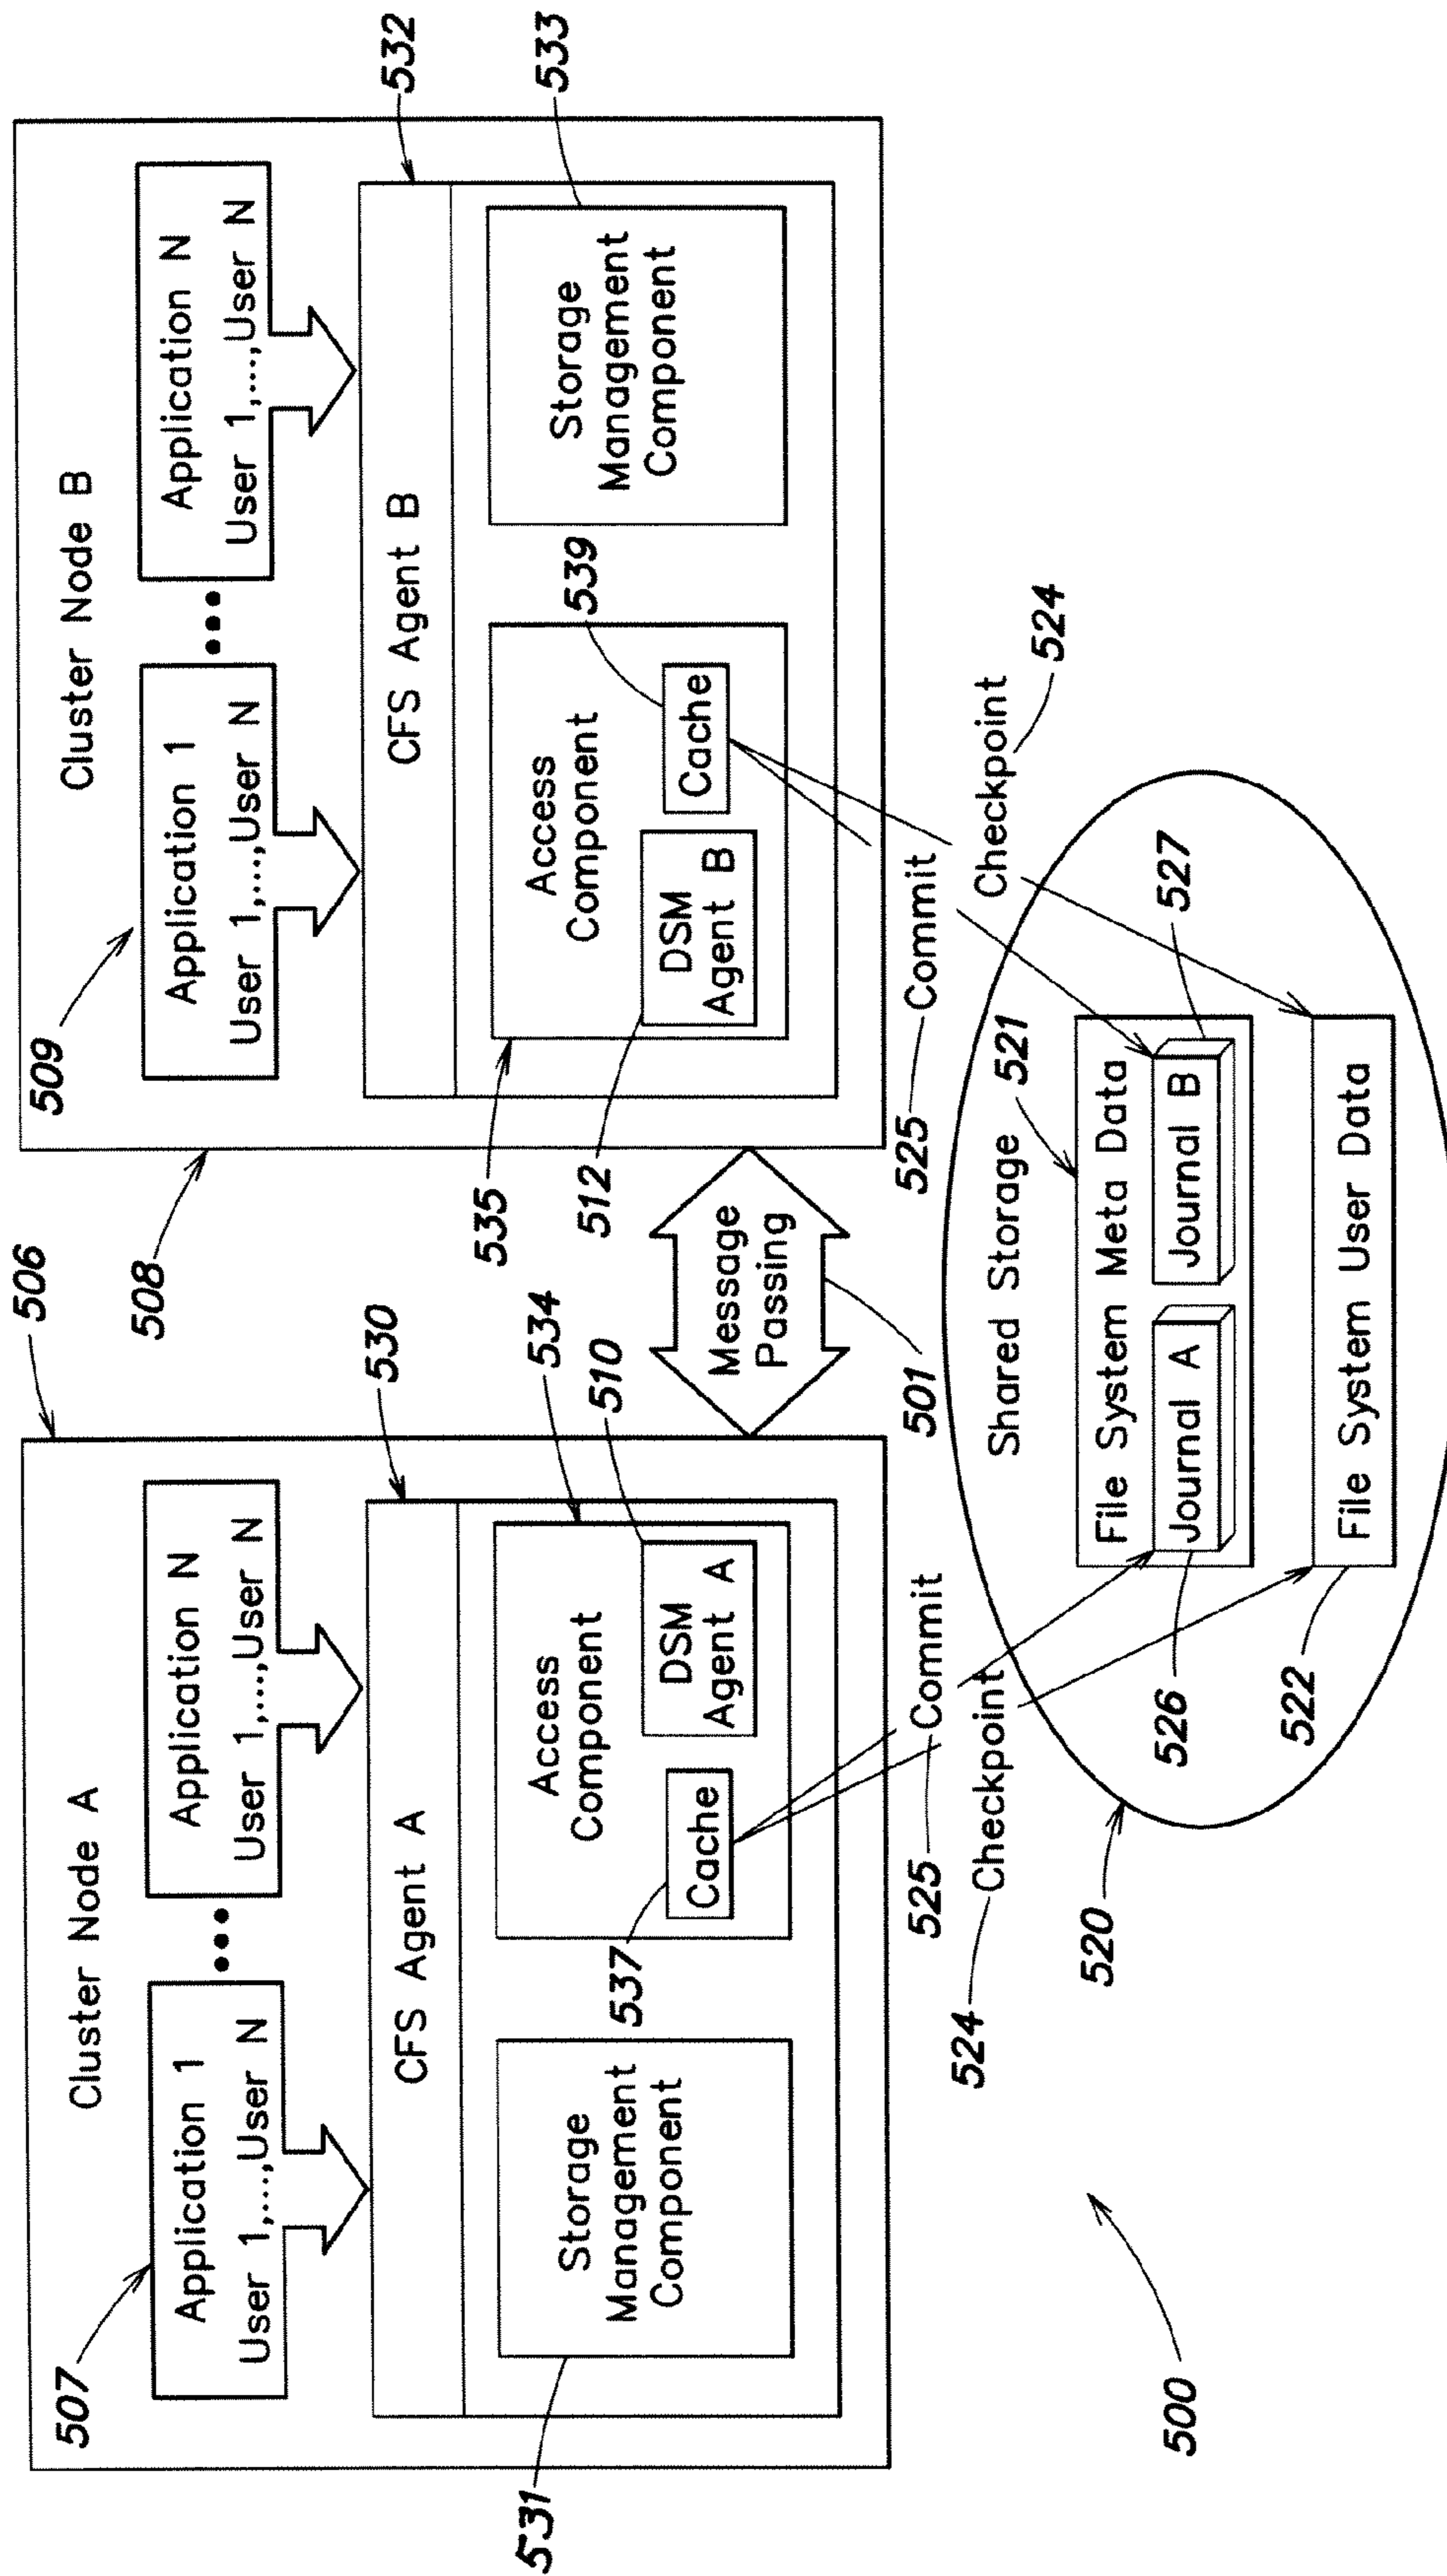 506
508
Cluster Node A
507
Application 1
User 1,...,User N
•••
Application N
User 1,....,User N
530
CFS Agent A
531
Storage
Management
Component
534
Access
Component
537
Cache
510
DSM
Agent A
Message
Passing
501
Cluster Node B
509
Application 1
User 1,...,User N
•••
Application N
User 1,....,User N
532
CFS Agent B
535
Access
Component
512
DSM
Agent B
539
Cache
533
Storage
Management
Component
525 Commit
524 Checkpoint
525 Commit
Checkpoint 524
520
Shared Storage
521
File System Meta Data
526
Journal A
Journal B
527
522
File System User Data
500